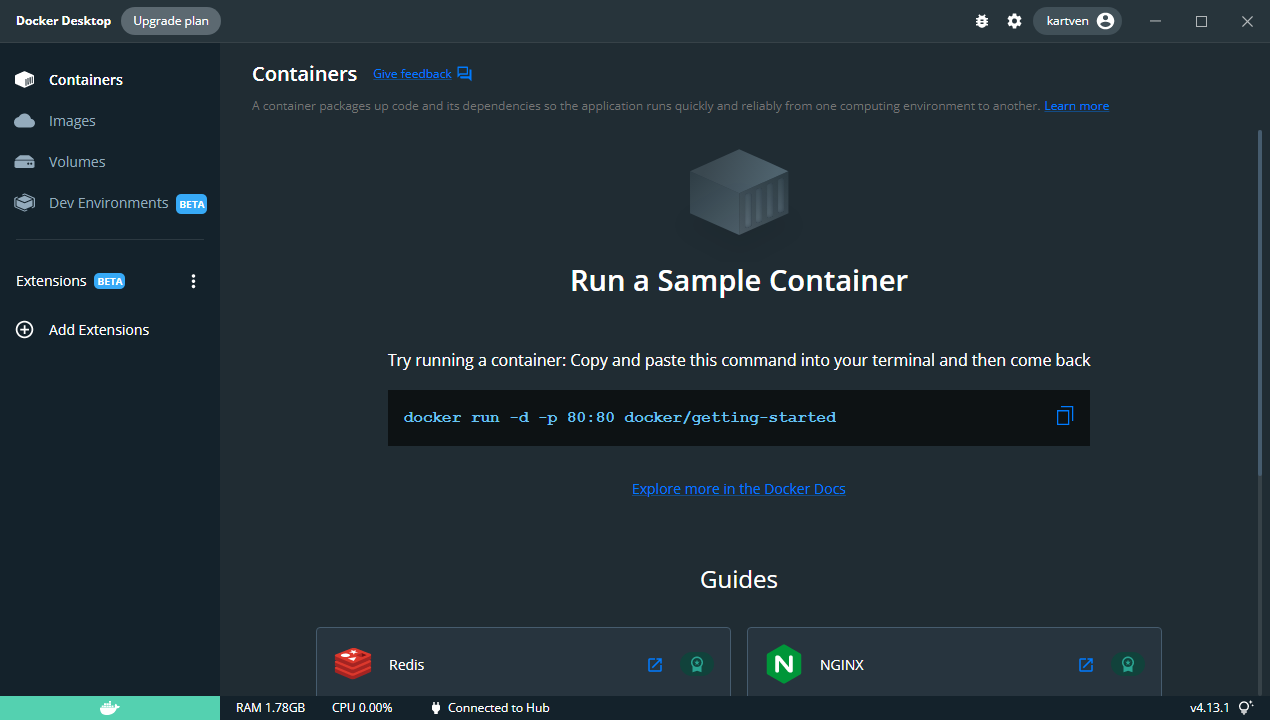 Docker Desktop Upgrade plan kartven
Containers
Images
Volumes
Dev Environments BETA
Extensions BETA
Add Extensions
Containers Give feedback
A container packages up code and its dependencies so the application runs quickly and reliably from one computing environment to another. Learn more
Run a Sample Container
Try running a container: Copy and paste this command into your terminal and then come back
docker run -d -p 80:80 docker/getting-started
Explore more in the Docker Docs
Guides
Redis
N NGINX
RAM 1.78GB CPU 0.00% Connected to Hub v4.13.1